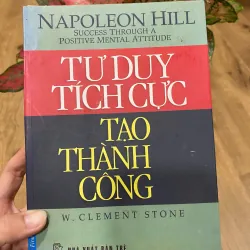 NAPOLEON HILL
SUCCESS THROUGH A
POSITIVE MENTAL ATTITUDE
TƯ DUY
TÍCH CỰC
TẠO
THÀNH
CÔNG
W. CLEMENT STONE
NHÀ XUẤT BẢN TRẺ